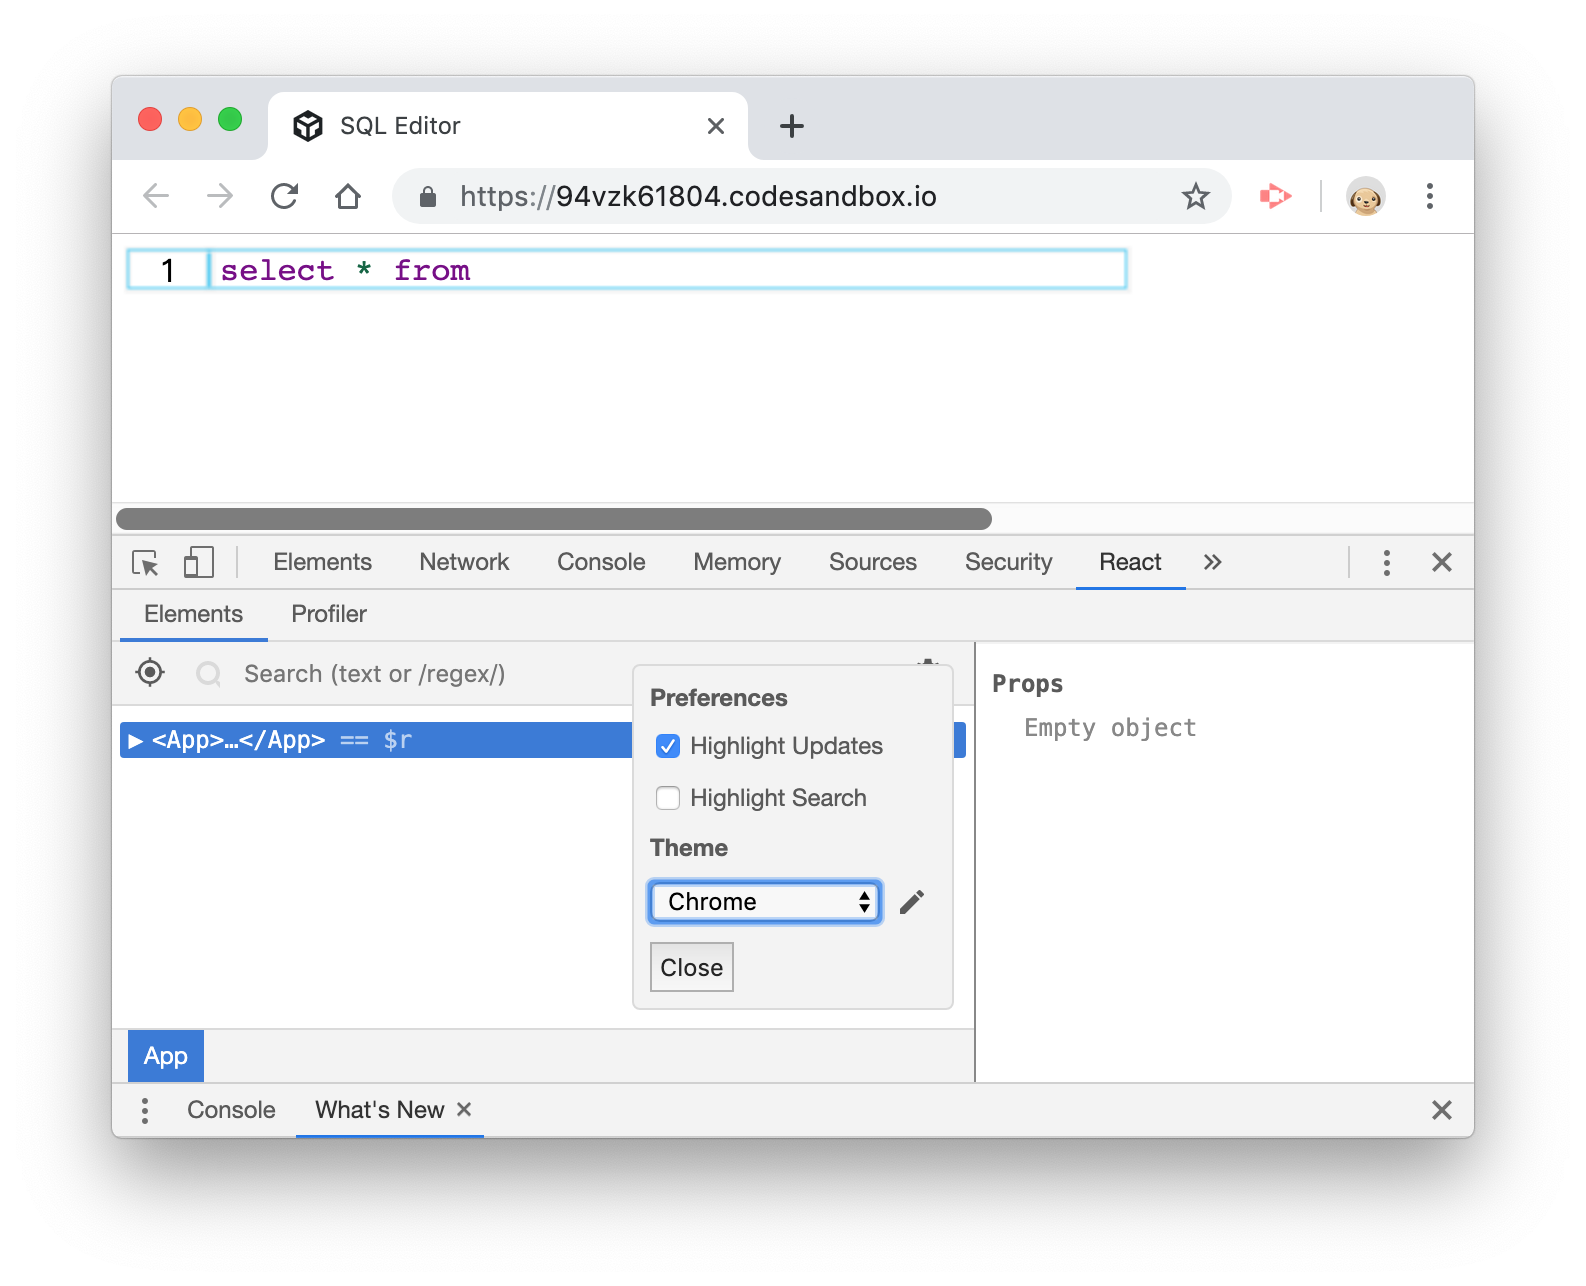 SQL Editor
https://94vzk61804.codesandbox.io
1 select * from
Elements Network Console Memory Sources Security React »
Elements Profiler
Search (text or /regex/)
▶ <App>…</App> == $r
Preferences
Highlight Updates
Highlight Search
Theme
Chrome
Close
Props
Empty object
App
Console What's New